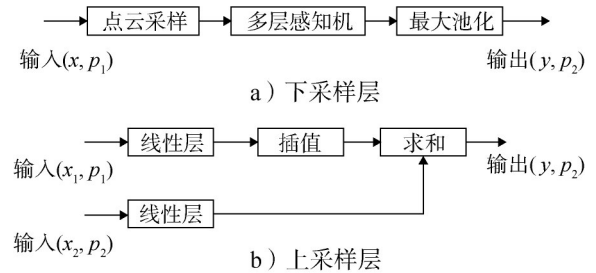 点云采样 多层感知机 最大池化
输入(x, p₁) 输出(y, p₂)
a）下采样层
线性层 插值 求和
输入(x₁, p₁) 输出(y, p₂)
线性层
输入(x₂, p₂)
b）上采样层